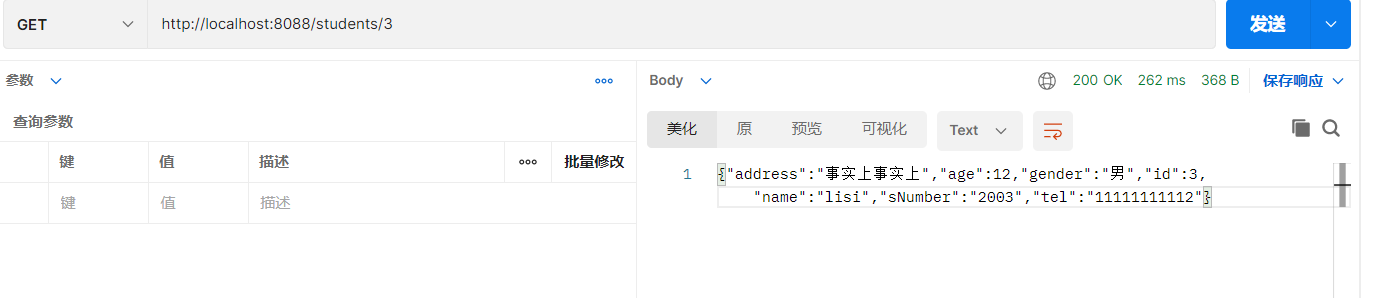 GET http://localhost:8088/students/3 发送
参数
查询参数
键 值 描述 批量修改
键 值 描述
Body 200 OK 262 ms 368 B 保存响应
美化 原 预览 可视化 Text
1 {"address":"事实上事实上","age":12,"gender":"男","id":3,
"name":"lisi","sNumber":"2003","tel":"11111111112"}